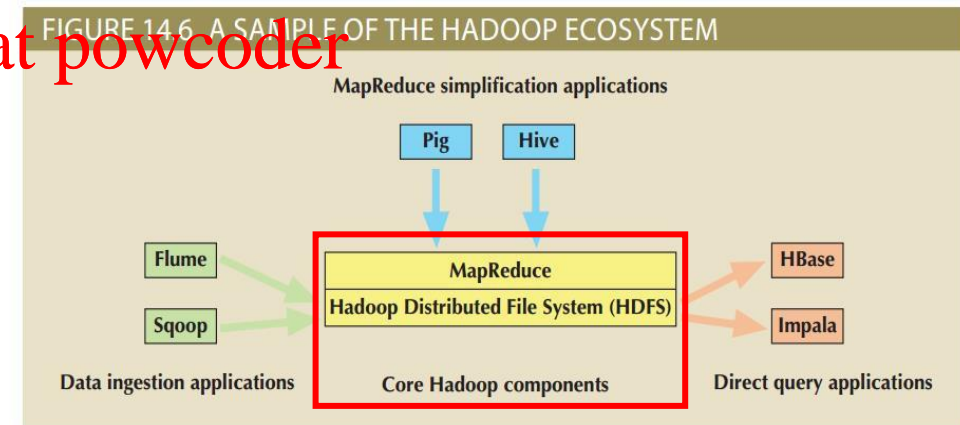 FIGURE 14.6 A SAMPLE OF THE HADOOP ECOSYSTEM
at powcoder
MapReduce simplification applications
Pig Hive
Flume
MapReduce
HBase
Hadoop Distributed File System (HDFS)
Sqoop
Impala
Data ingestion applications
Core Hadoop components
Direct query applications